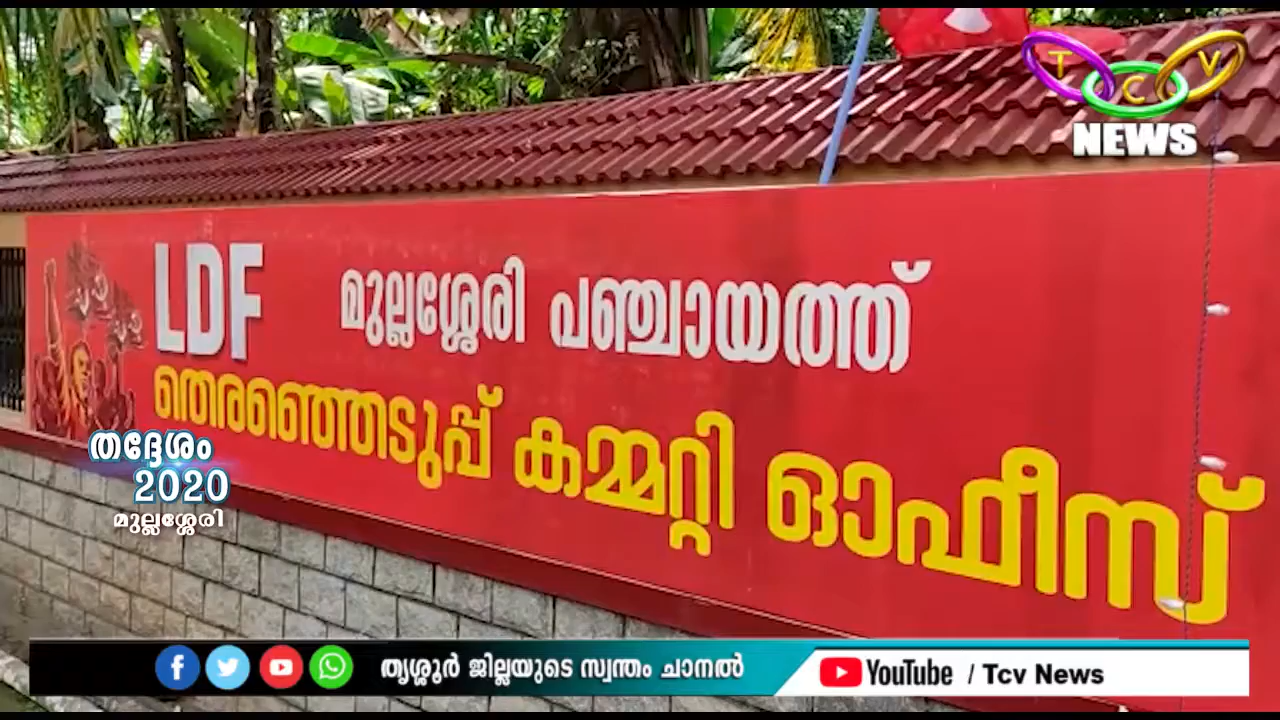 TCV
NEWS
LDF മുല്ലശ്ശേരി പഞ്ചായത്ത്
തെരഞ്ഞെടുപ്പ് കമ്മറ്റി ഓഫീസ്
തദ്ദേശം
2020
മുല്ലശ്ശേരി
തൃശ്ശൂർ ജില്ലയുടെ സ്വന്തം ചാനൽ
YouTube / Tcv News